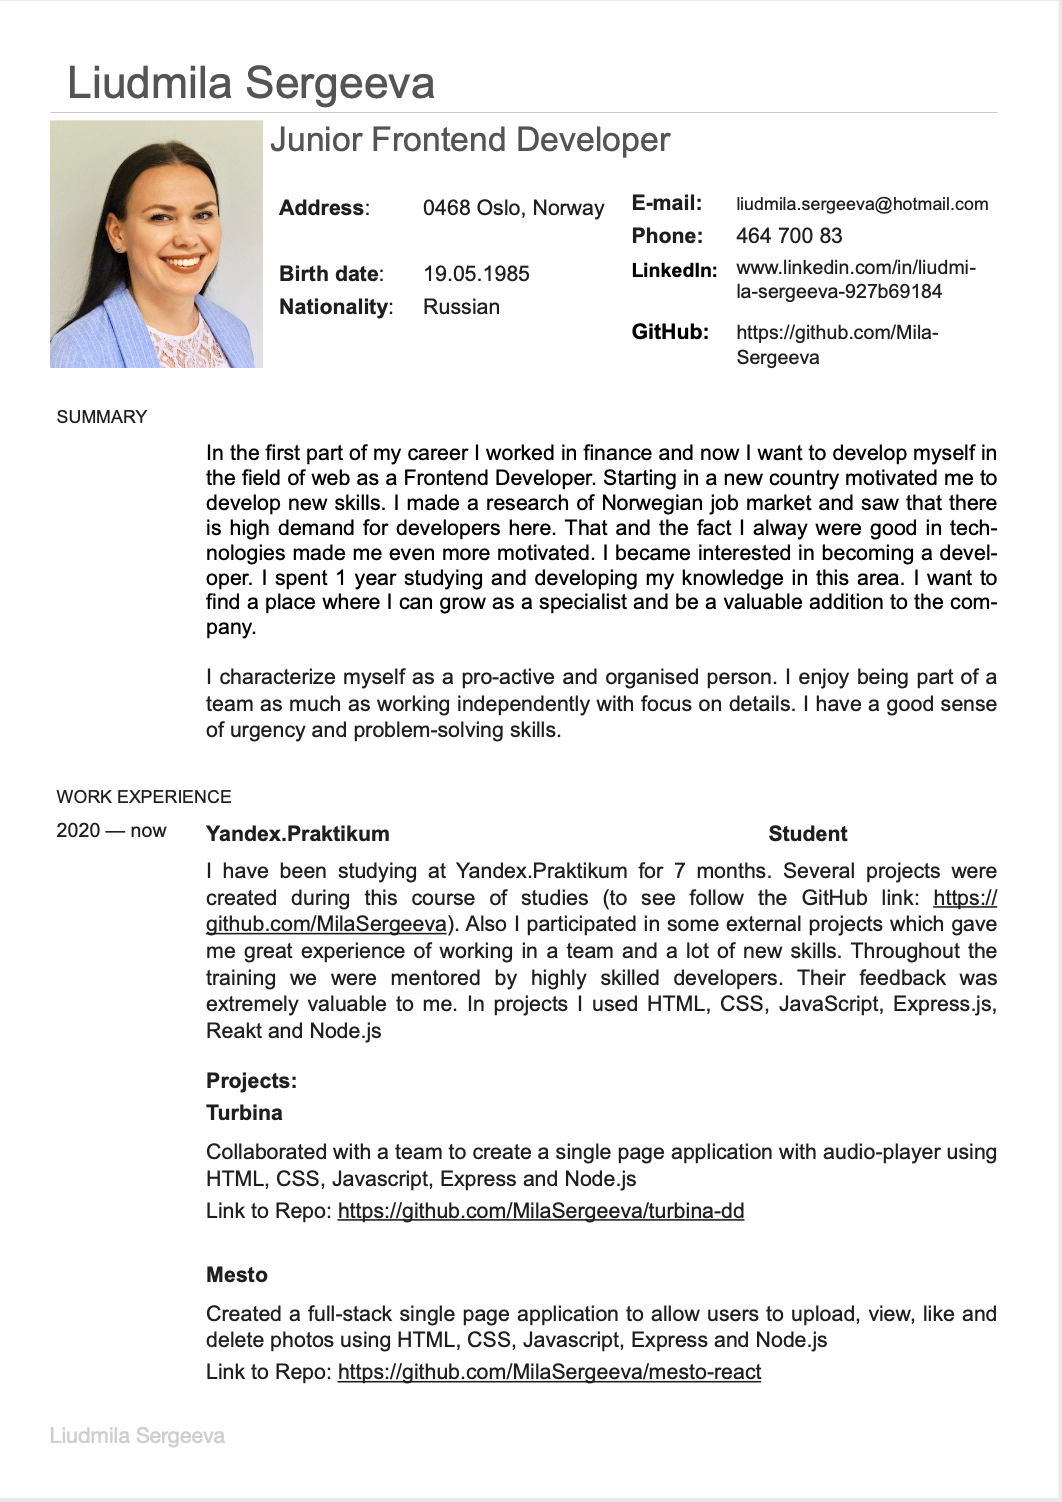 Liudmila Sergeeva
Junior Frontend Developer
Address: 0468 Oslo, Norway
Birth date: 19.05.1985
Nationality: Russian
E-mail: liudmila.sergeeva@hotmail.com
Phone: 464 700 83
LinkedIn: www.linkedin.com/in/liudmi-
la-sergeeva-927b69184
GitHub: https://github.com/Mila-
Sergeeva
SUMMARY
In the first part of my career I worked in finance and now I want to develop myself in
the field of web as a Frontend Developer. Starting in a new country motivated me to
develop new skills. I made a research of Norwegian job market and saw that there
is high demand for developers here. That and the fact I alway were good in tech-
nologies made me even more motivated. I became interested in becoming a devel-
oper. I spent 1 year studying and developing my knowledge in this area. I want to
find a place where I can grow as a specialist and be a valuable addition to the com-
pany.
I characterize myself as a pro-active and organised person. I enjoy being part of a
team as much as working independently with focus on details. I have a good sense
of urgency and problem-solving skills.
WORK EXPERIENCE
2020 — now Yandex.Praktikum Student
I have been studying at Yandex.Praktikum for 7 months. Several projects were
created during this course of studies (to see follow the GitHub link: https://
github.com/MilaSergeeva). Also I participated in some external projects which gave
me great experience of working in a team and a lot of new skills. Throughout the
training we were mentored by highly skilled developers. Their feedback was
extremely valuable to me. In projects I used HTML, CSS, JavaScript, Express.js,
Reakt and Node.js
Projects:
Turbina
Collaborated with a team to create a single page application with audio-player using
HTML, CSS, Javascript, Express and Node.js
Link to Repo: https://github.com/MilaSergeeva/turbina-dd
Mesto
Created a full-stack single page application to allow users to upload, view, like and
delete photos using HTML, CSS, Javascript, Express and Node.js
Link to Repo: https://github.com/MilaSergeeva/mesto-react
Liudmila Sergeeva